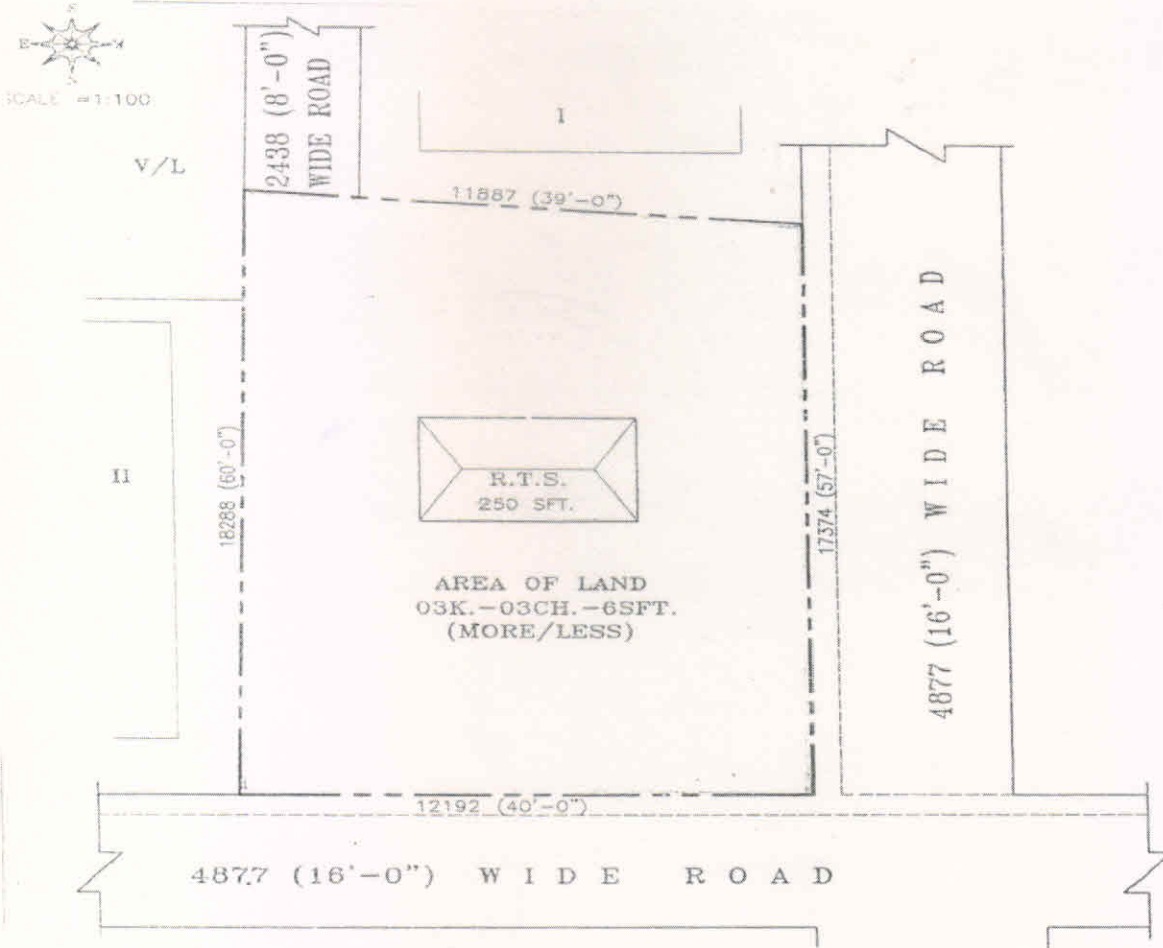 S
E
W
N
SCALE =1:100
2438 (8'-0")
WIDE ROAD
I
V/L
11887 (39'-0")
4877 (16'-0") WIDE ROAD
II
18288 (60'-0")
R.T.S.
250 SFT.
17374 (57'-0")
AREA OF LAND
03K.-03CH.-6SFT.
(MORE/LESS)
12192 (40'-0")
4877 (16'-0") WIDE ROAD